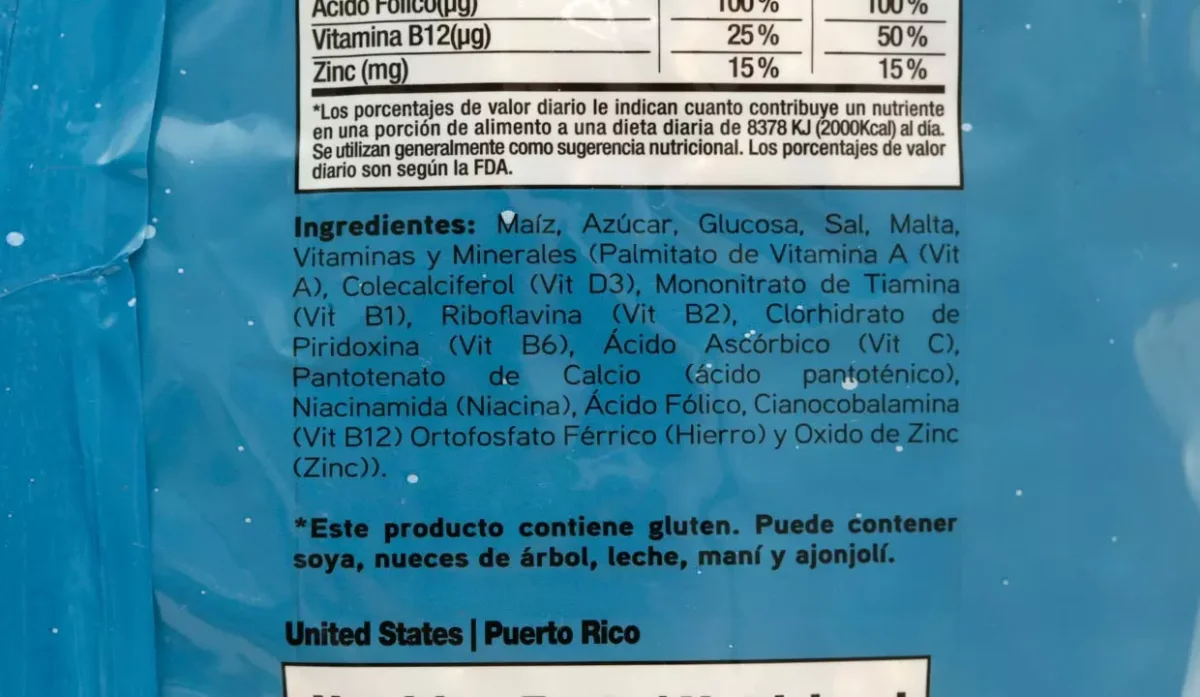 Ácido Fólico(µg) 100% 100%
Vitamina B12(µg) 25% 50%
Zinc (mg) 15% 15%
*Los porcentajes de valor diario le indican cuanto contribuye un nutriente
en una porción de alimento a una dieta diaria de 8378 KJ (2000Kcal) al día.
Se utilizan generalmente como sugerencia nutricional. Los porcentajes de valor
diario son según la FDA.
Ingredientes: Maíz, Azúcar, Glucosa, Sal, Malta,
Vitaminas y Minerales (Palmitato de Vitamina A (Vit
A), Colecalciferol (Vit D3), Mononitrato de Tiamina
(Vit B1), Riboflavina (Vit B2), Clorhidrato de
Piridoxina (Vit B6), Ácido Ascórbico (Vit C),
Pantotenato de Calcio (ácido pantoténico),
Niacinamida (Niacina), Ácido Fólico, Cianocobalamina
(Vit B12) Ortofosfato Férrico (Hierro) y Oxido de Zinc
(Zinc)).
*Este producto contiene gluten. Puede contener
soya, nueces de árbol, leche, maní y ajonjolí.
United States | Puerto Rico